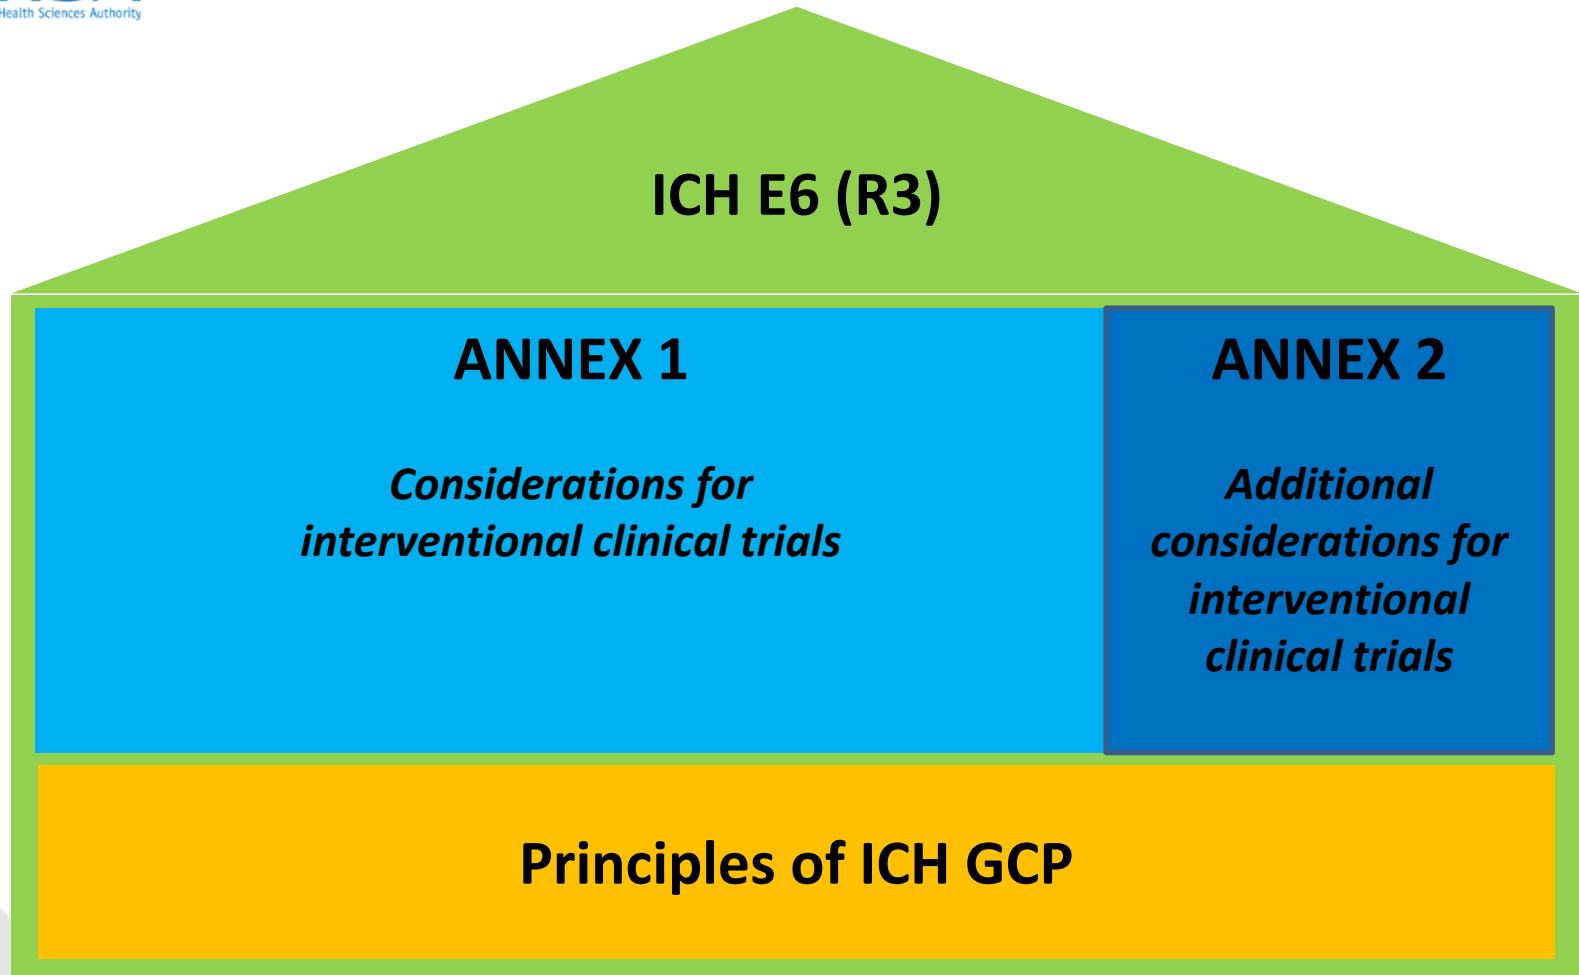 Health Sciences Authority
ICH E6 (R3)
ANNEX 1
Considerations for
interventional clinical trials
ANNEX 2
Additional
considerations for
interventional
clinical trials
Principles of ICH GCP